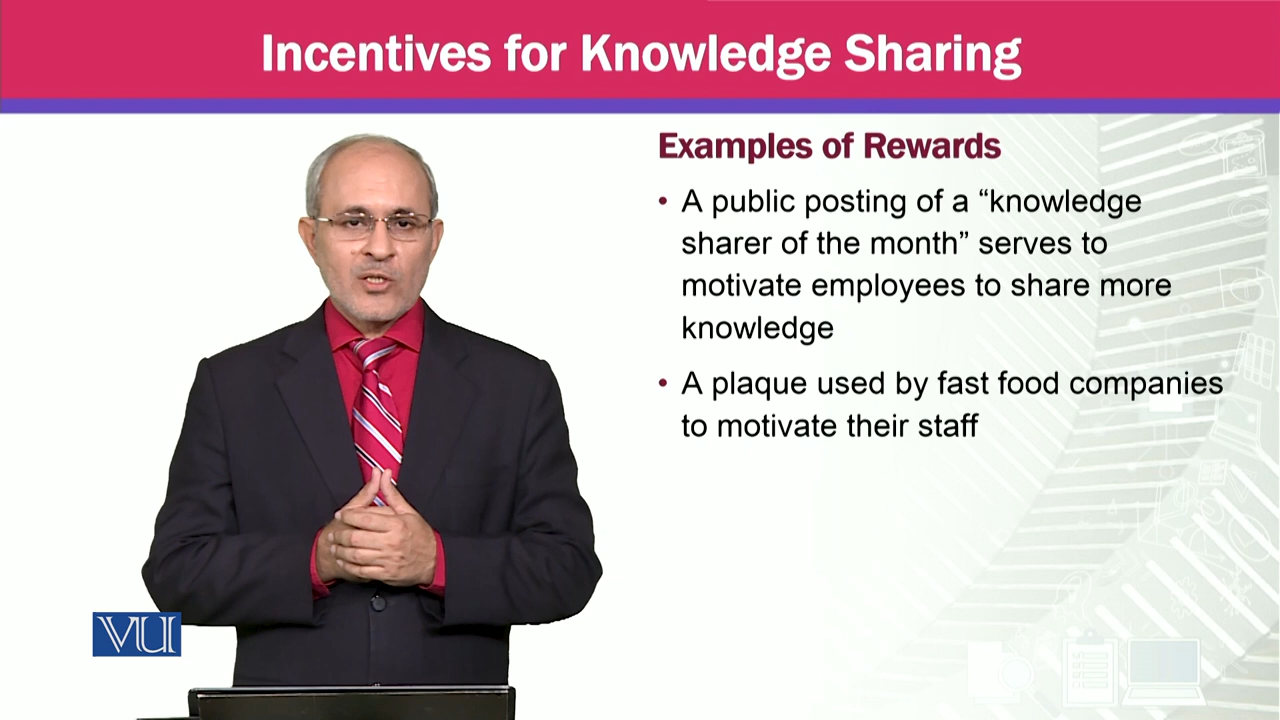 Incentives for Knowledge Sharing
Examples of Rewards
• A public posting of a “knowledge
sharer of the month” serves to
motivate employees to share more
knowledge
• A plaque used by fast food companies
to motivate their staff
VU